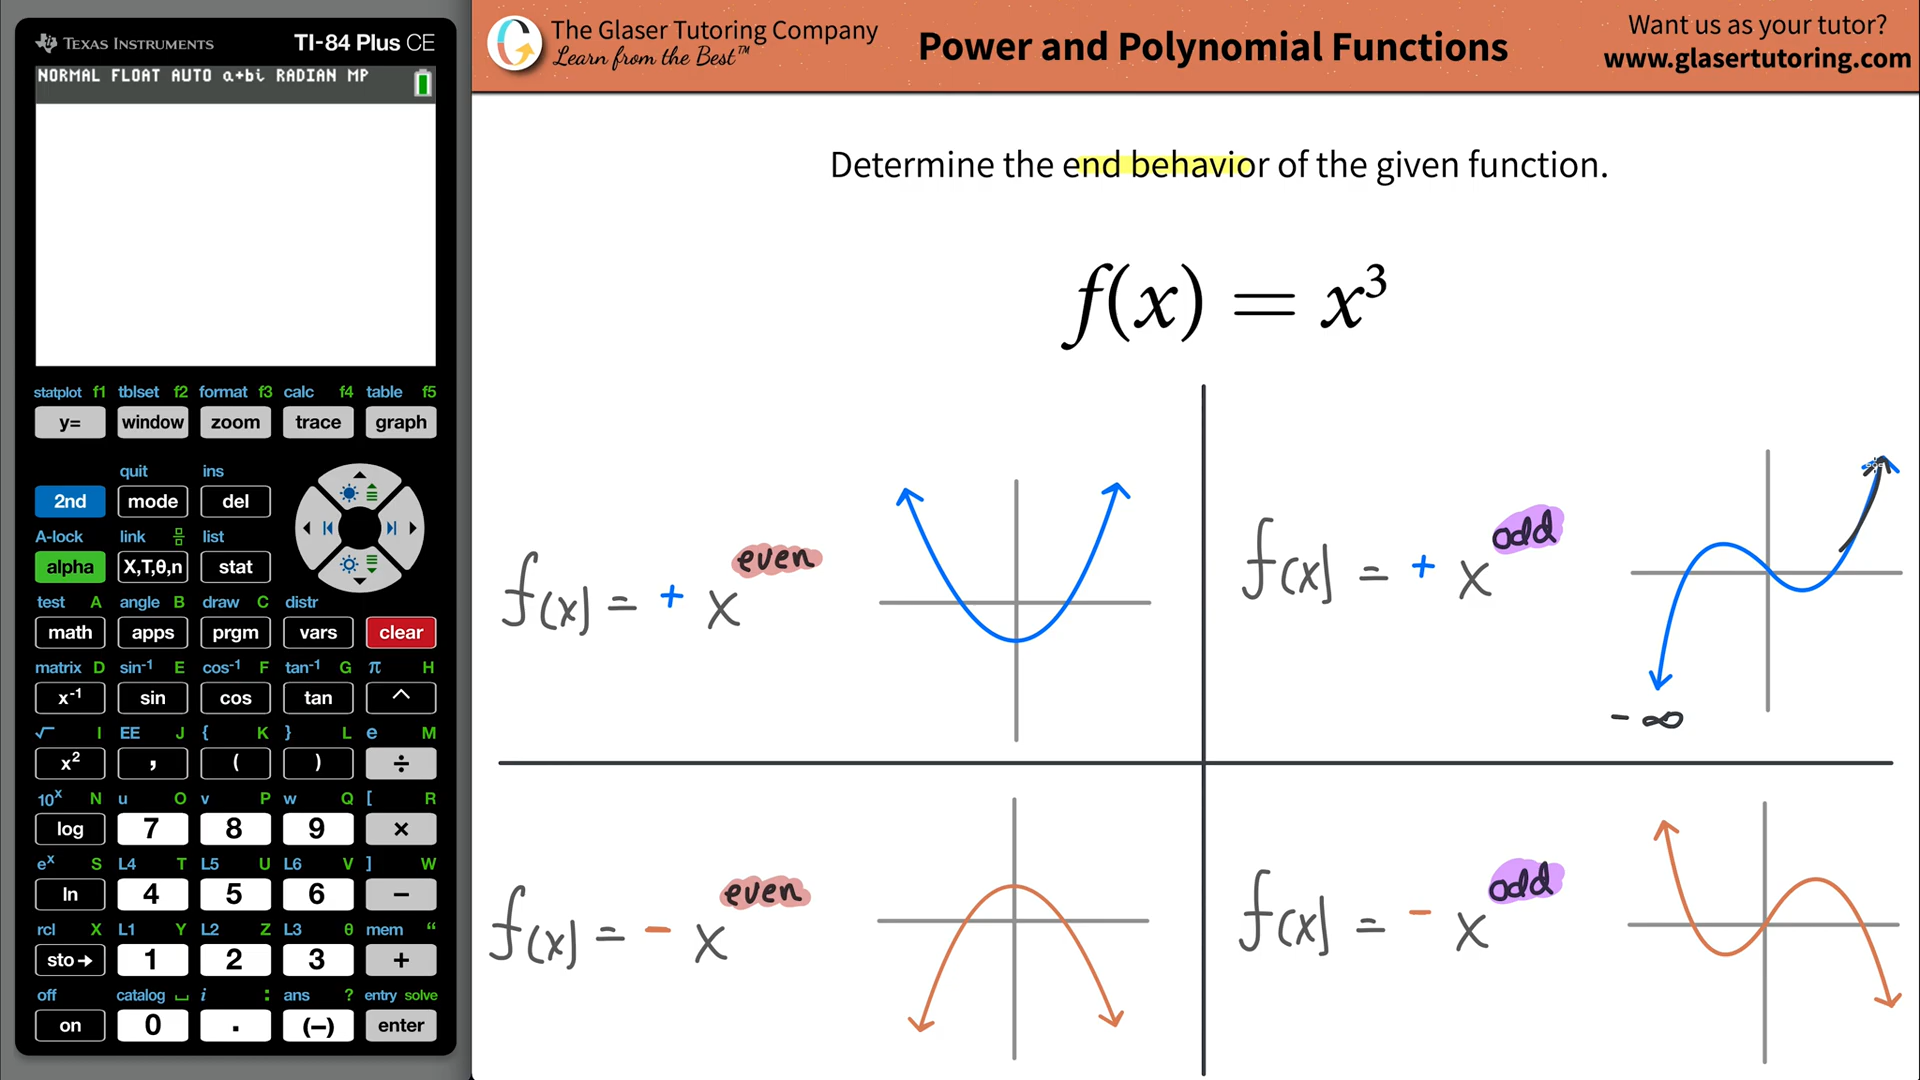 TEXAS INSTRUMENTS TI-84 Plus CE
NORMAL FLOAT AUTO a+bi RADIAN MP
statplot f1 tblset f2 format f3 calc f4 table f5
y= window zoom trace graph
quit ins
2nd mode del
A-lock link list
alpha X,T,θ,n stat
test A angle B draw C distr
math apps prgm vars clear
matrix D sin-1 E cos-1 F tan-1 G π H
x-1 sin cos tan ^
√ I EE J { K } L e M
x² , ( ) ÷
10ˣ N u O v P w Q [ R
log 7 8 9 ×
eˣ S L4 T L5 U L6 V ] W
ln 4 5 6 −
rcl X L1 Y L2 Z L3 θ mem “
sto→ 1 2 3 +
off catalog ⎵ i : ans ? entry solve
on 0 . (−) enter
The Glaser Tutoring Company
Learn from the Best™
Power and Polynomial Functions
Want us as your tutor?
www.glasertutoring.com
Determine the end behavior of the given function.
f(x) = x³
f(x) = + x^even
f(x) = + x^odd
- ∞
f(x) = - x^even
f(x) = - x^odd